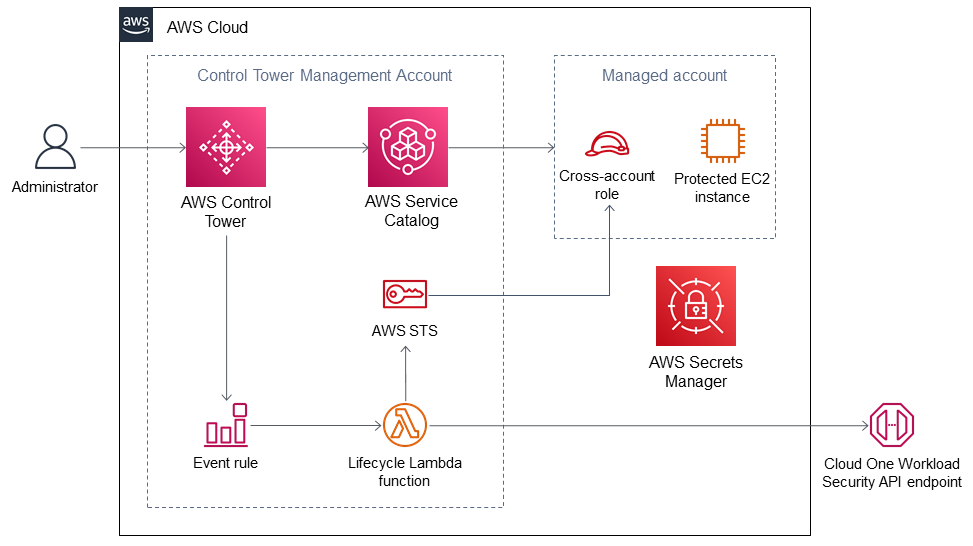 aws
AWS Cloud
Control Tower Management Account
Managed account
Administrator
AWS Control
Tower
AWS Service
Catalog
Cross-account
role
Protected EC2
instance
AWS STS
AWS Secrets
Manager
Event rule
Lifecycle Lambda
function
Cloud One Workload
Security API endpoint